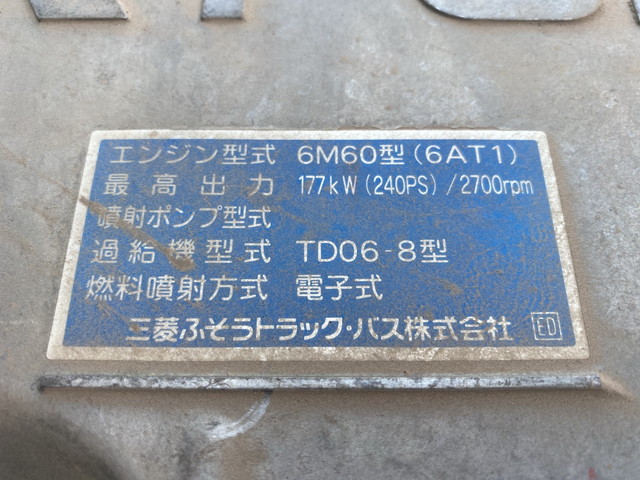 エンジン型式 6M60型(6AT1)
最高出力 177kW(240PS)/2700rpm
噴射ポンプ型式
過給機型式 TD06-8型
燃料噴射方式 電子式
三菱ふそうトラック・バス株式会社 ED